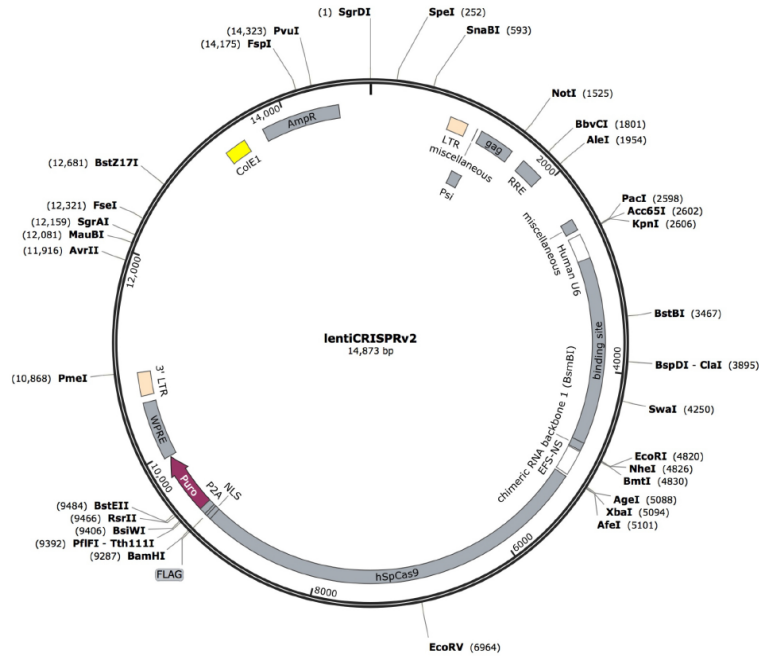 (1) SgrDI
SpeI (252)
SnaBI (593)
NotI (1525)
BbvCI (1801)
AleI (1954)
PacI (2598)
Acc65I (2602)
KpnI (2606)
BstBI (3467)
BspDI - ClaI (3895)
SwaI (4250)
EcoRI (4820)
NheI (4826)
BmtI (4830)
AgeI (5088)
XbaI (5094)
AfeI (5101)
EcoRV (6964)
(9287) BamHI
(9392) PflFI - Tth111I
(9406) BsiWI
(9466) RsrII
(9484) BstEII
(10,868) PmeI
(11,916) AvrII
(12,081) MauBI
(12,159) SgrAI
(12,321) FseI
(12,681) BstZ17I
(14,175) FspI
(14,323) PvuI
2000
4000
6000
8000
10,000
12,000
14,000
LTR
miscellaneous
gag
Psi
RRE
miscellaneous
Human U6
binding site
chimeric RNA backbone 1 (BsmBI)
EFS-NS
hSpCas9
FLAG
NLS
P2A
Puro
WPRE
3' LTR
ColE1
AmpR
lentiCRISPRv2
14,873 bp